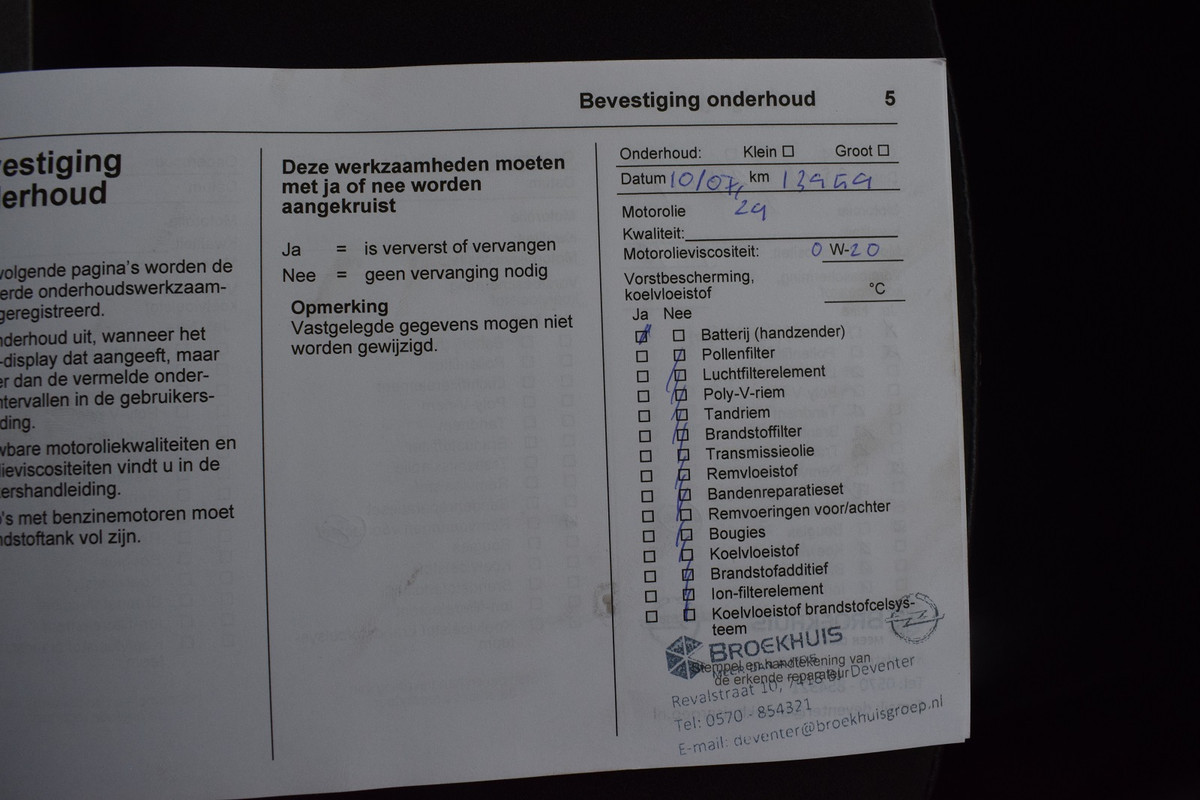 Bevestiging onderhoud 5
estiging
erhoud
volgende pagina's worden de
erde onderhoudswerkzaam-
geregistreerd.
nderhoud uit, wanneer het
-display dat aangeeft, maar
er dan de vermelde onder-
ntervallen in de gebruikers-
ding.
wbare motoroliekwaliteiten en
lieviscositeiten vindt u in de
ershandleiding.
o's met benzinemotoren moet
ndstoftank vol zijn.
Deze werkzaamheden moeten
met ja of nee worden
aangekruist
Ja = is ververst of vervangen
Nee = geen vervanging nodig
Opmerking
Vastgelegde gegevens mogen niet
worden gewijzigd.
Onderhoud: Klein Groot
Datum 10/07, km
Motorolie
Kwaliteit:
Motorolieviscositeit: 0 W-20
Vorstbescherming,
koelvloeistof °C
Ja Nee
Batterij (handzender)
Pollenfilter
Luchtfilterelement
Poly-V-riem
Tandriem
Brandstoffilter
Transmissieolie
Remvloeistof
Bandenreparatieset
Remvoeringen voor/achter
Bougies
Koelvloeistof
Brandstofadditief
Ion-filterelement
Koelvloeistof brandstofcelsys-
teem
BROEKHUIS
Stempel en handtekening van
de erkende reparateur
Revalstraat 10, Deventer
Tel: 0570 - 854321
E-mail: deventer@broekhuisgroep.nl